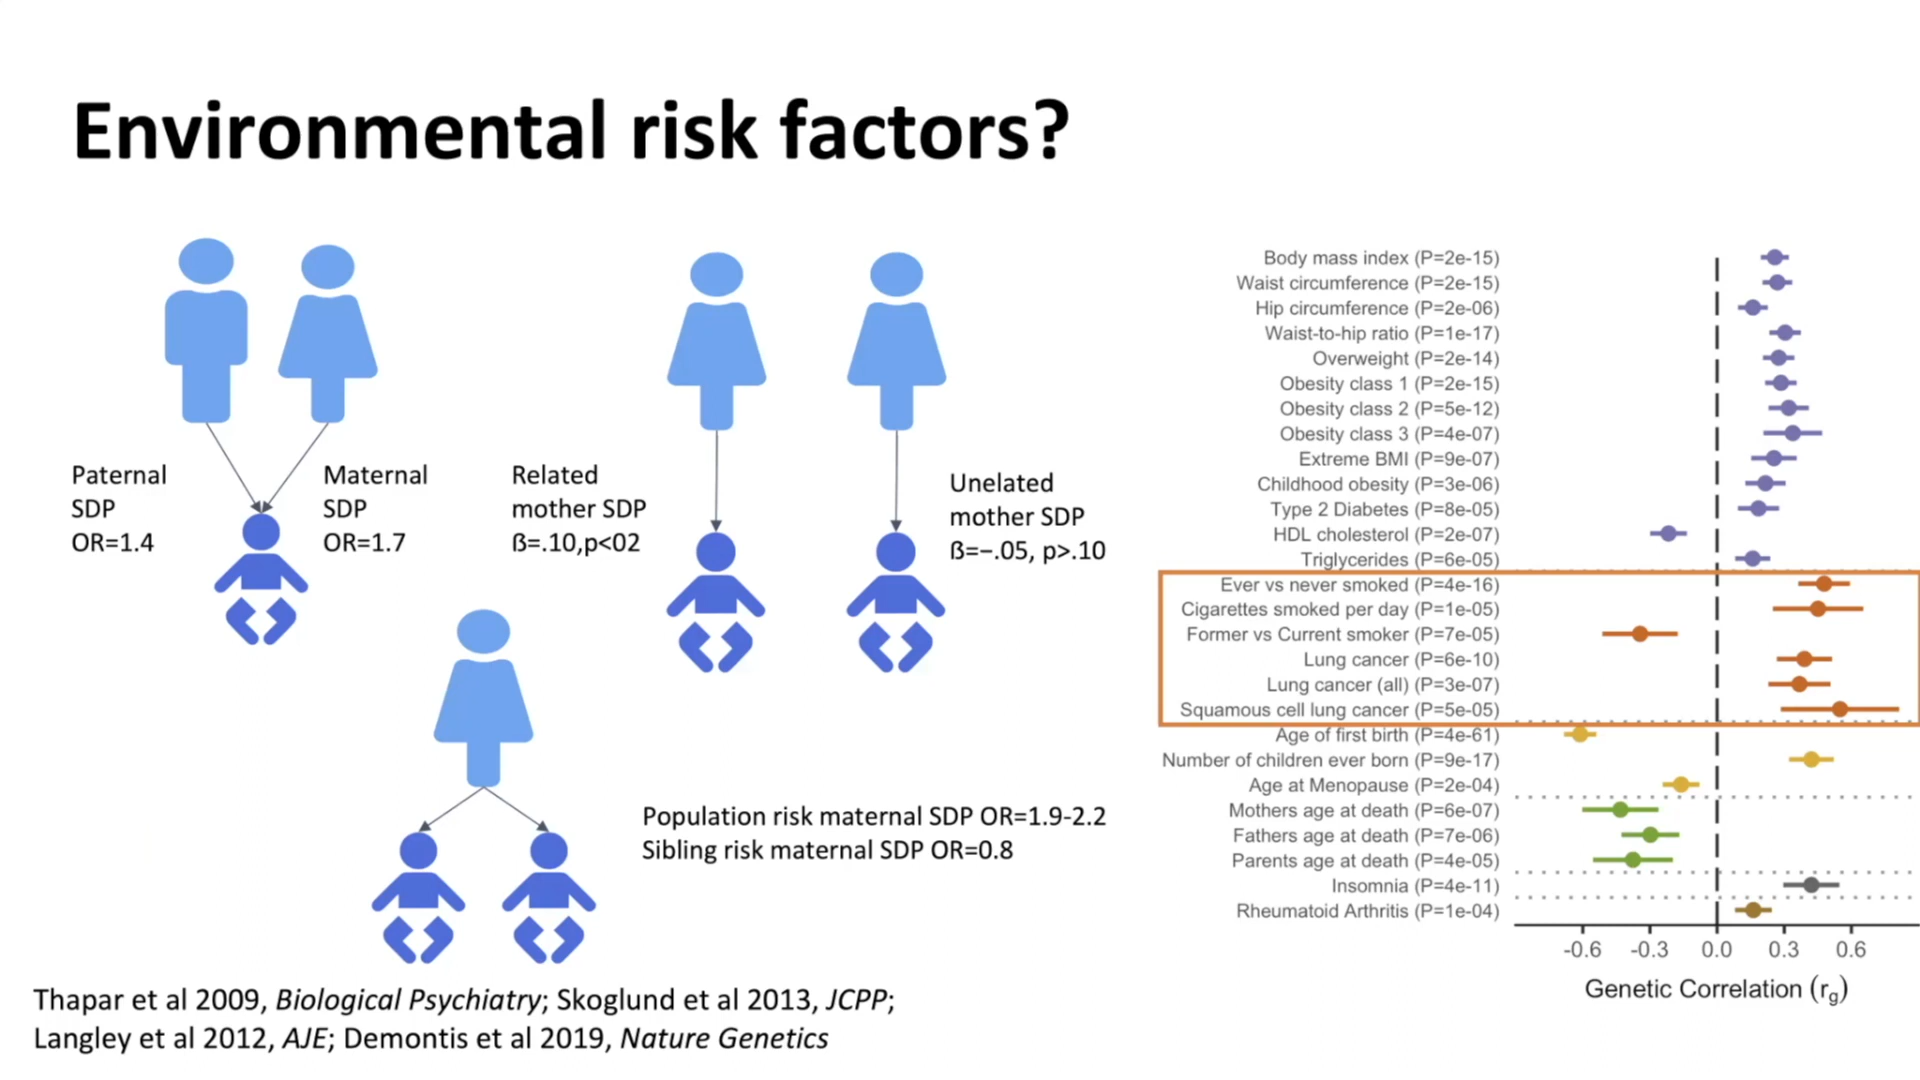 Environmental risk factors?
Paternal
SDP
OR=1.4
Maternal
SDP
OR=1.7
Related
mother SDP
ß=.10,p<02
Unelated
mother SDP
ß=−.05, p>.10
Population risk maternal SDP OR=1.9-2.2
Sibling risk maternal SDP OR=0.8
Body mass index (P=2e-15)
Waist circumference (P=2e-15)
Hip circumference (P=2e-06)
Waist-to-hip ratio (P=1e-17)
Overweight (P=2e-14)
Obesity class 1 (P=2e-15)
Obesity class 2 (P=5e-12)
Obesity class 3 (P=4e-07)
Extreme BMI (P=9e-07)
Childhood obesity (P=3e-06)
Type 2 Diabetes (P=8e-05)
HDL cholesterol (P=2e-07)
Triglycerides (P=6e-05)
Ever vs never smoked (P=4e-16)
Cigarettes smoked per day (P=1e-05)
Former vs Current smoker (P=7e-05)
Lung cancer (P=6e-10)
Lung cancer (all) (P=3e-07)
Squamous cell lung cancer (P=5e-05)
Age of first birth (P=4e-61)
Number of children ever born (P=9e-17)
Age at Menopause (P=2e-04)
Mothers age at death (P=6e-07)
Fathers age at death (P=7e-06)
Parents age at death (P=4e-05)
Insomnia (P=4e-11)
Rheumatoid Arthritis (P=1e-04)
-0.6 -0.3 0.0 0.3 0.6
Genetic Correlation (rg)
Thapar et al 2009, Biological Psychiatry; Skoglund et al 2013, JCPP;
Langley et al 2012, AJE; Demontis et al 2019, Nature Genetics